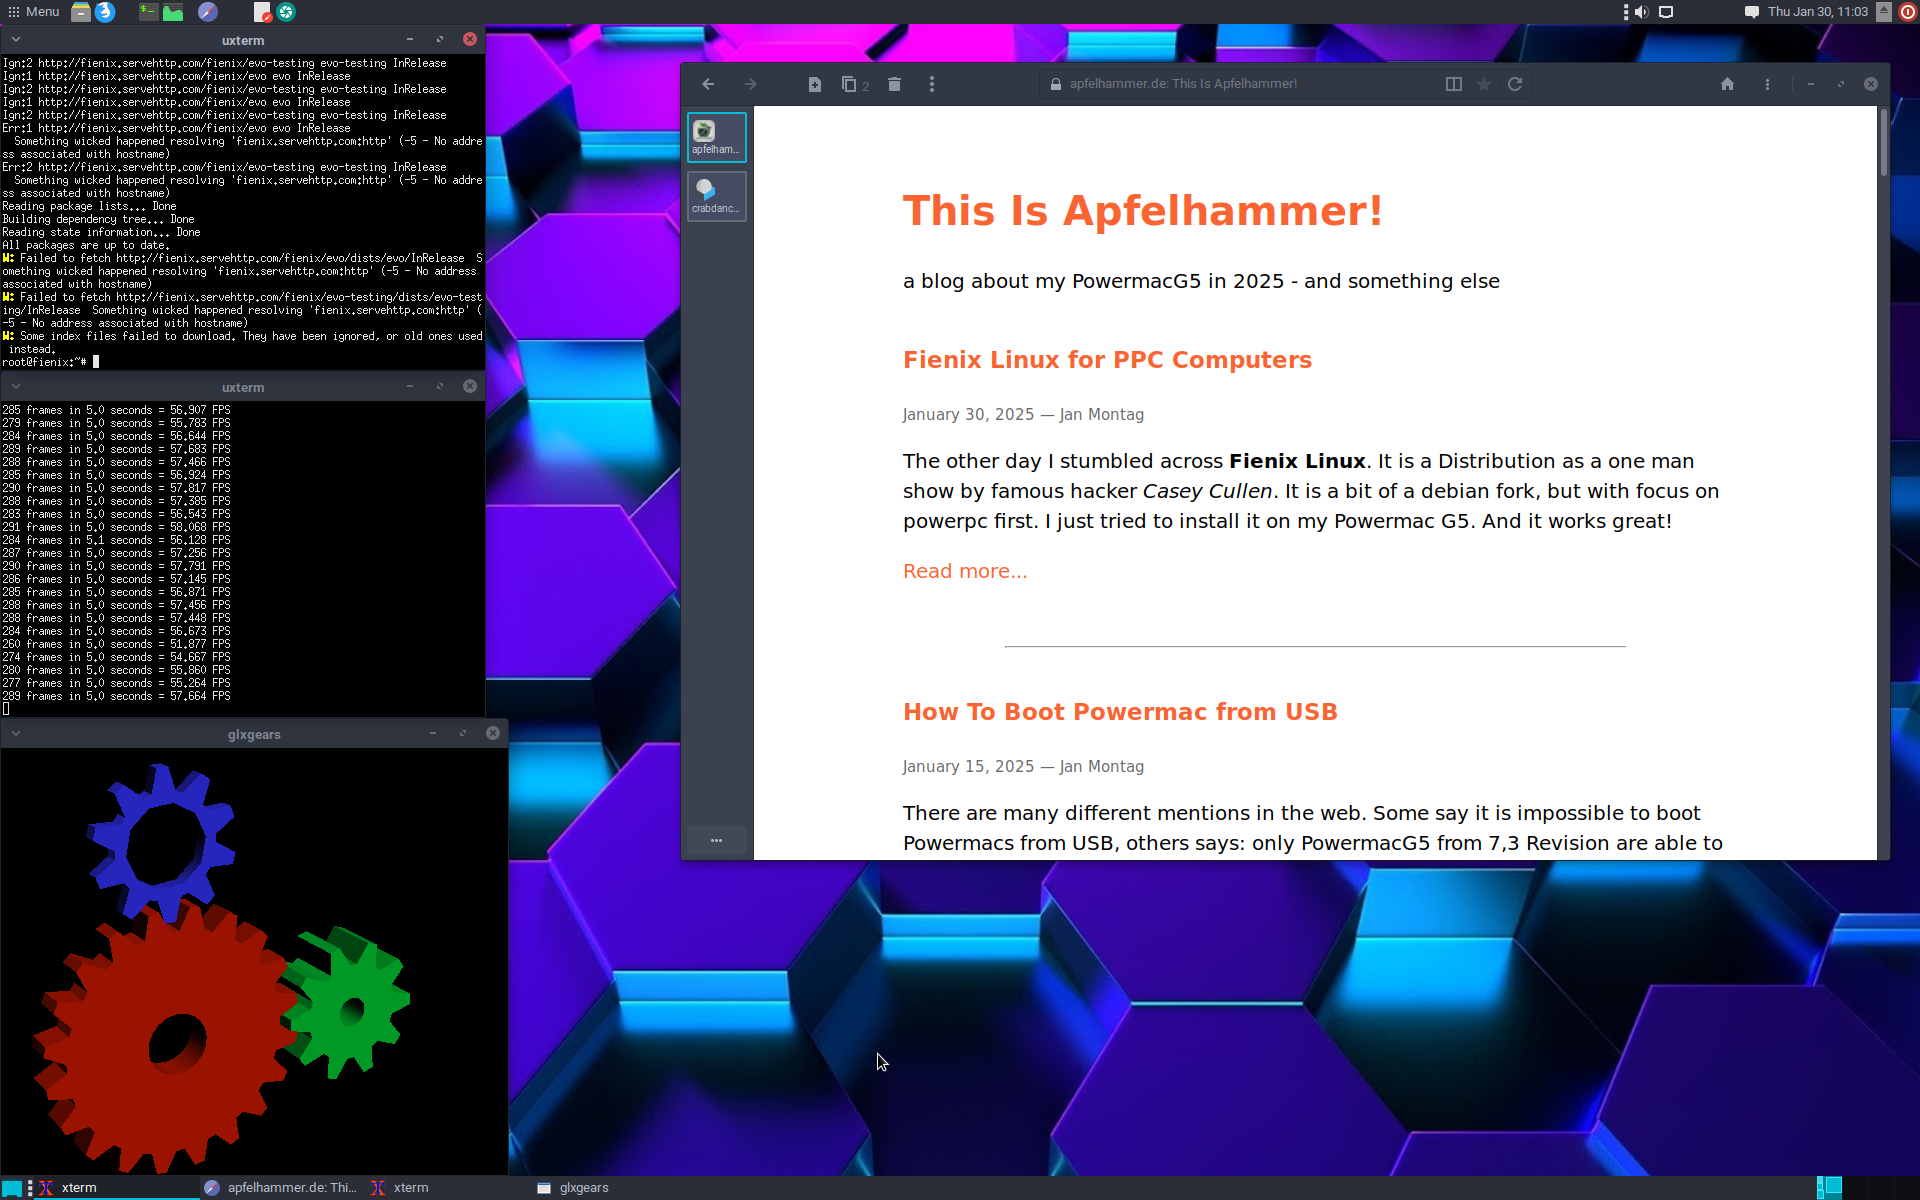 Menu
Thu Jan 30, 11:03
uxterm
Ign:2 http://fienix.servehttp.com/fienix/evo-testing evo-testing InRelease
Ign:1 http://fienix.servehttp.com/fienix/evo evo InRelease
Ign:2 http://fienix.servehttp.com/fienix/evo-testing evo-testing InRelease
Ign:1 http://fienix.servehttp.com/fienix/evo evo InRelease
Ign:2 http://fienix.servehttp.com/fienix/evo-testing evo-testing InRelease
Err:1 http://fienix.servehttp.com/fienix/evo evo InRelease
Something wicked happened resolving 'fienix.servehttp.com:http' (-5 - No addre
ss associated with hostname)
Err:2 http://fienix.servehttp.com/fienix/evo-testing evo-testing InRelease
Something wicked happened resolving 'fienix.servehttp.com:http' (-5 - No addre
ss associated with hostname)
Reading package lists... Done
Building dependency tree... Done
Reading state information... Done
All packages are up to date.
W: Failed to fetch http://fienix.servehttp.com/fienix/evo/dists/evo/InRelease  S
omething wicked happened resolving 'fienix.servehttp.com:http' (-5 - No address
associated with hostname)
W: Failed to fetch http://fienix.servehttp.com/fienix/evo-testing/dists/evo-test
ing/InRelease  Something wicked happened resolving 'fienix.servehttp.com:http' (
-5 - No address associated with hostname)
W: Some index files failed to download. They have been ignored, or old ones used
instead.
root@fienix:~#
uxterm
285 frames in 5.0 seconds = 56.907 FPS
279 frames in 5.0 seconds = 55.783 FPS
284 frames in 5.0 seconds = 56.644 FPS
289 frames in 5.0 seconds = 57.683 FPS
288 frames in 5.0 seconds = 57.466 FPS
285 frames in 5.0 seconds = 56.924 FPS
290 frames in 5.0 seconds = 57.817 FPS
288 frames in 5.0 seconds = 57.395 FPS
283 frames in 5.0 seconds = 56.543 FPS
291 frames in 5.0 seconds = 58.068 FPS
284 frames in 5.1 seconds = 56.128 FPS
287 frames in 5.0 seconds = 57.256 FPS
290 frames in 5.0 seconds = 57.791 FPS
286 frames in 5.0 seconds = 57.145 FPS
285 frames in 5.0 seconds = 56.871 FPS
288 frames in 5.0 seconds = 57.456 FPS
288 frames in 5.0 seconds = 57.448 FPS
284 frames in 5.0 seconds = 56.673 FPS
260 frames in 5.0 seconds = 51.877 FPS
274 frames in 5.0 seconds = 54.667 FPS
280 frames in 5.0 seconds = 55.860 FPS
277 frames in 5.0 seconds = 55.264 FPS
289 frames in 5.0 seconds = 57.664 FPS
glxgears
2
apfelhammer.de: This Is Apfelhammer!
apfelham...
crabdanc...
This Is Apfelhammer!
a blog about my PowermacG5 in 2025 - and something else
Fienix Linux for PPC Computers
January 30, 2025 — Jan Montag
The other day I stumbled across Fienix Linux. It is a Distribution as a one man
show by famous hacker Casey Cullen. It is a bit of a debian fork, but with focus on
powerpc first. I just tried to install it on my Powermac G5. And it works great!
Read more...
How To Boot Powermac from USB
January 15, 2025 — Jan Montag
There are many different mentions in the web. Some say it is impossible to boot
Powermacs from USB, others says: only PowermacG5 from 7,3 Revision are able to
xterm
apfelhammer.de: Thi...
xterm
glxgears